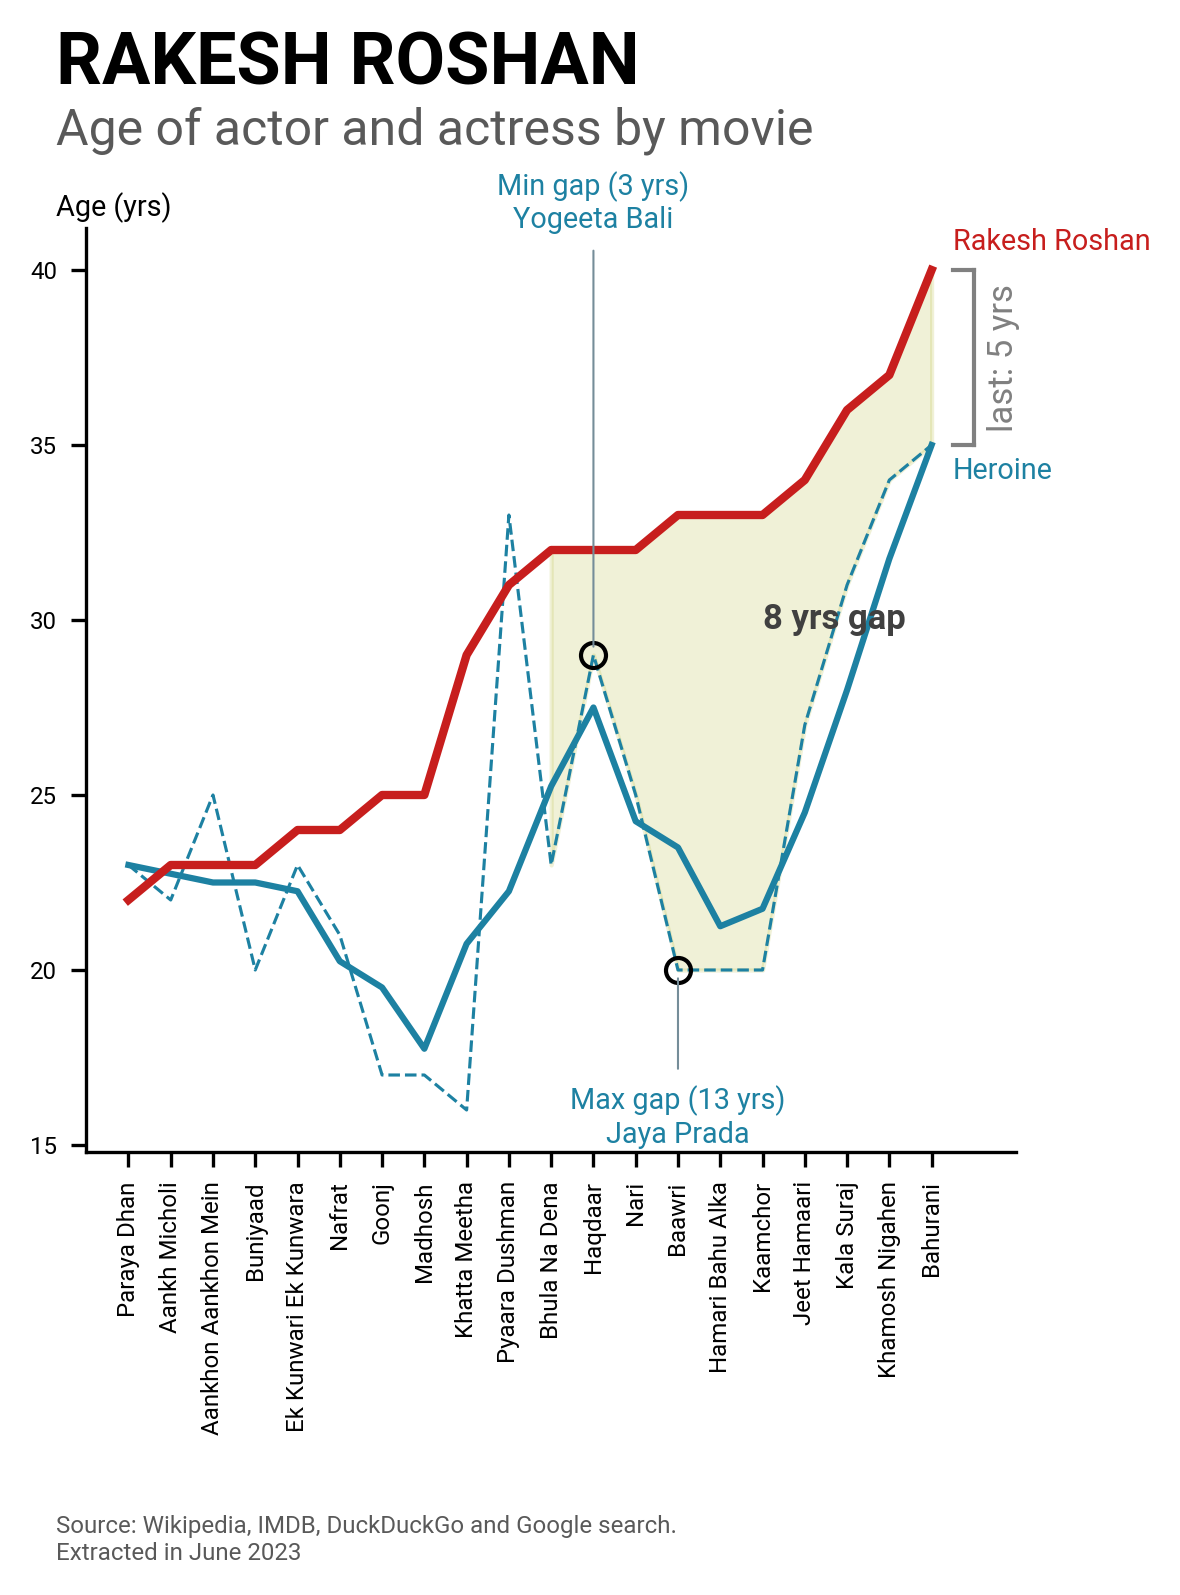 RAKESH ROSHAN
Age of actor and actress by movie
Min gap (3 yrs)
Yogeeta Bali
Age (yrs)
Rakesh Roshan
40
last: 5 yrs
35
Heroine
8 yrs gap
30
25
20
Max gap (13 yrs)
Jaya Prada
15
Paraya Dhan
Aankh Micholi
Aankhon Aankhon Mein
Buniyaad
Ek Kunwari Ek Kunwara
Nafrat
Goonj
Madhosh
Khatta Meetha
Pyaara Dushman
Bhula Na Dena
Haqdaar
Nari
Baawri
Hamari Bahu Alka
Kaamchor
Jeet Hamaari
Kala Suraj
Khamosh Nigahen
Bahurani
Source: Wikipedia, IMDB, DuckDuckGo and Google search.
Extracted in June 2023